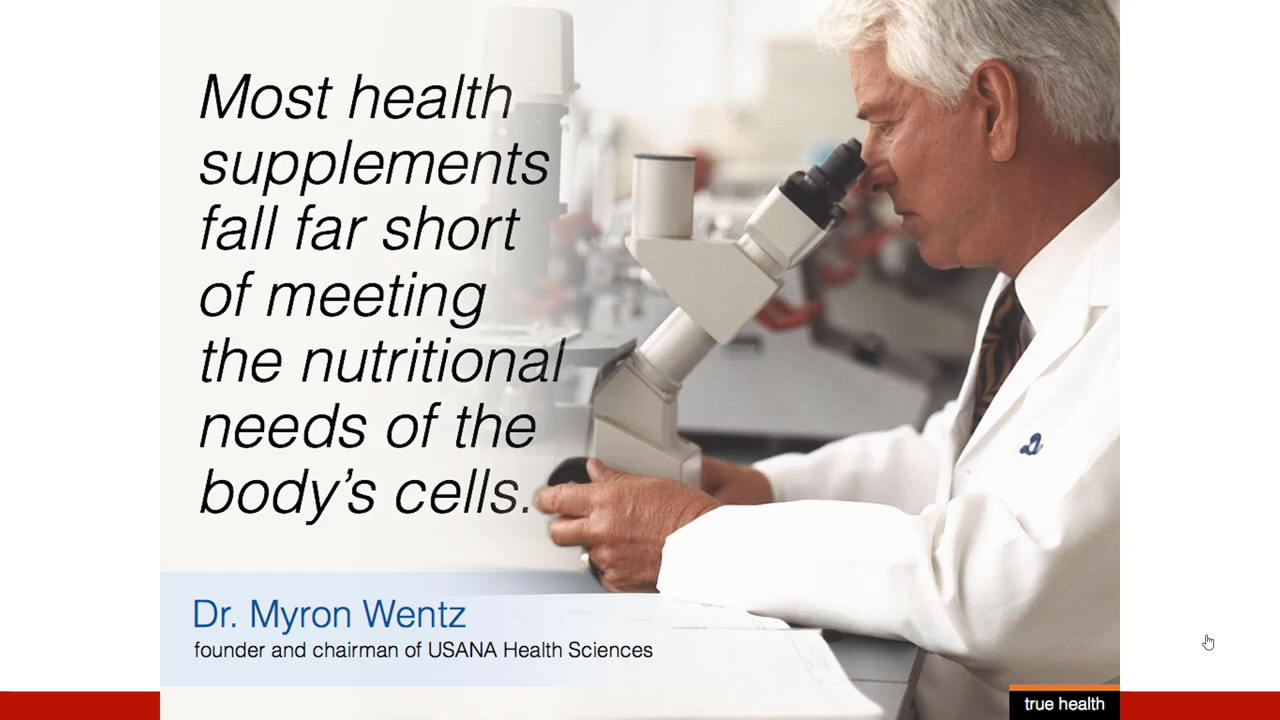 Most health
supplements
fall far short
of meeting
the nutritional
needs of the
body's cells.
Dr. Myron Wentz
founder and chairman of USANA Health Sciences
true health